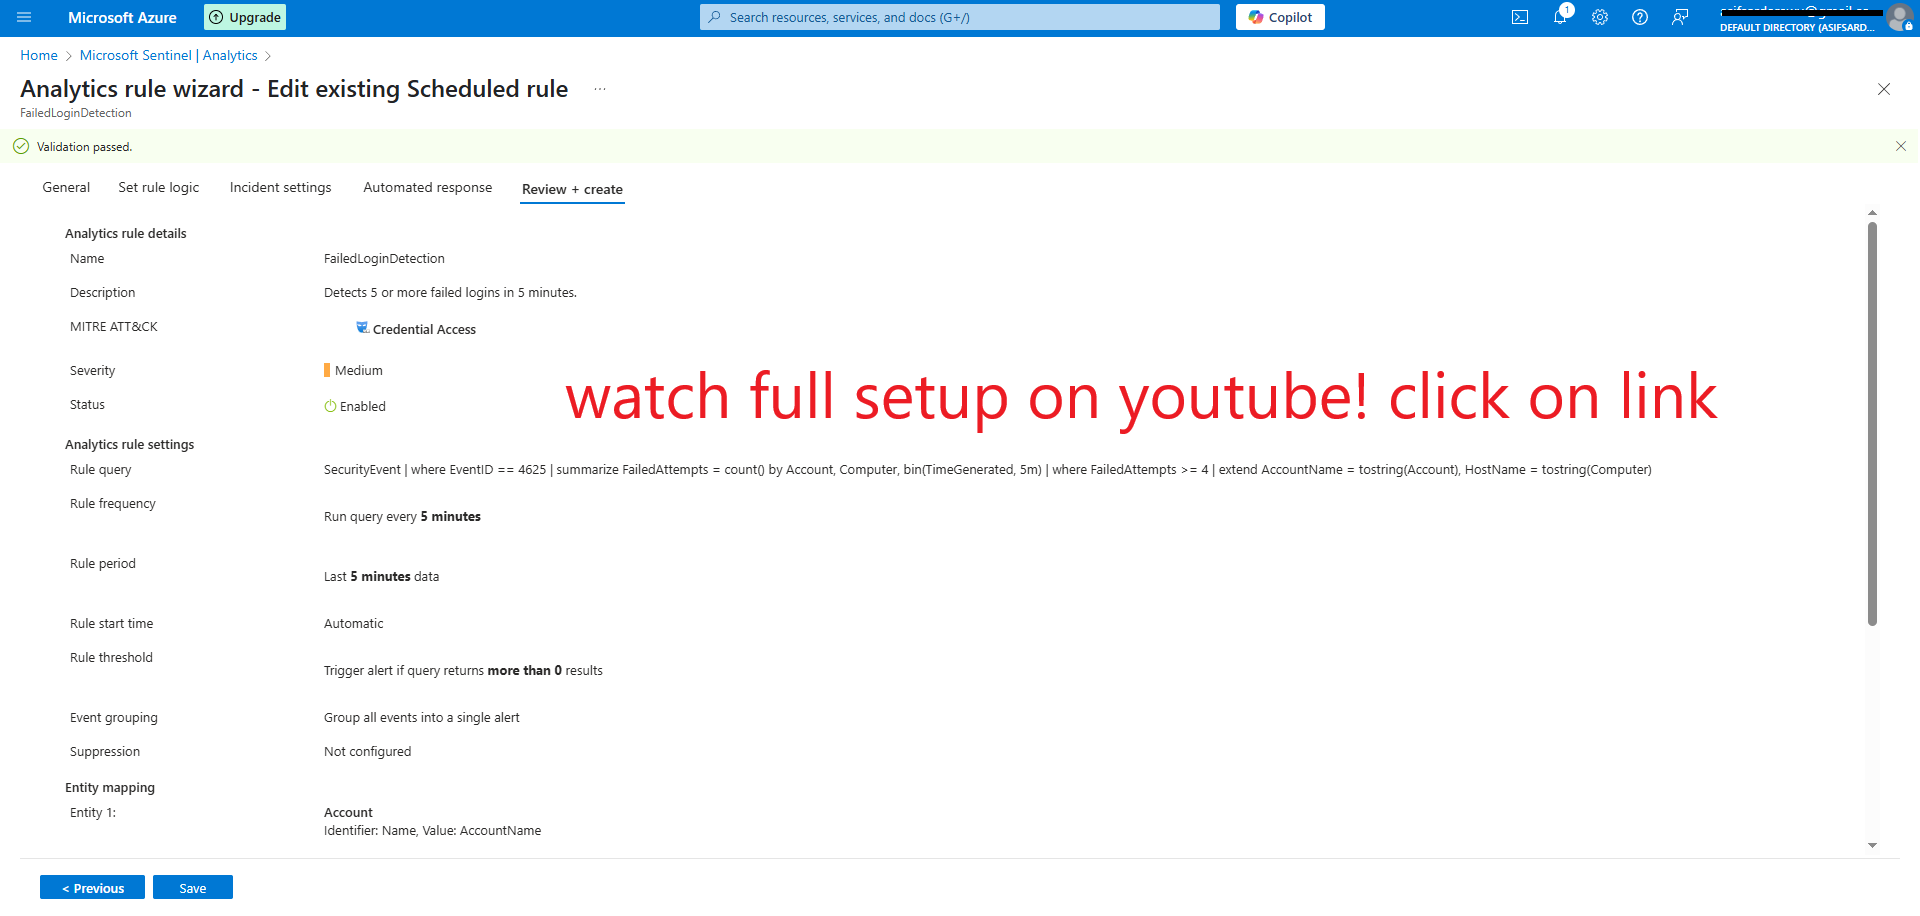 Microsoft Azure
Upgrade
Search resources, services, and docs (G+/)
Copilot
1
DEFAULT DIRECTORY (ASIFSARD...
Home > Microsoft Sentinel | Analytics >
Analytics rule wizard - Edit existing Scheduled rule ...
FailedLoginDetection
Validation passed.
General Set rule logic Incident settings Automated response Review + create
Analytics rule details
Name FailedLoginDetection
Description Detects 5 or more failed logins in 5 minutes.
MITRE ATT&CK Credential Access
Severity Medium
Status Enabled
watch full setup on youtube! click on link
Analytics rule settings
Rule query SecurityEvent | where EventID == 4625 | summarize FailedAttempts = count() by Account, Computer, bin(TimeGenerated, 5m) | where FailedAttempts >= 4 | extend AccountName = tostring(Account), HostName = tostring(Computer)
Rule frequency
Run query every 5 minutes
Rule period
Last 5 minutes data
Rule start time Automatic
Rule threshold
Trigger alert if query returns more than 0 results
Event grouping Group all events into a single alert
Suppression Not configured
Entity mapping
Entity 1: Account
Identifier: Name, Value: AccountName
< Previous Save